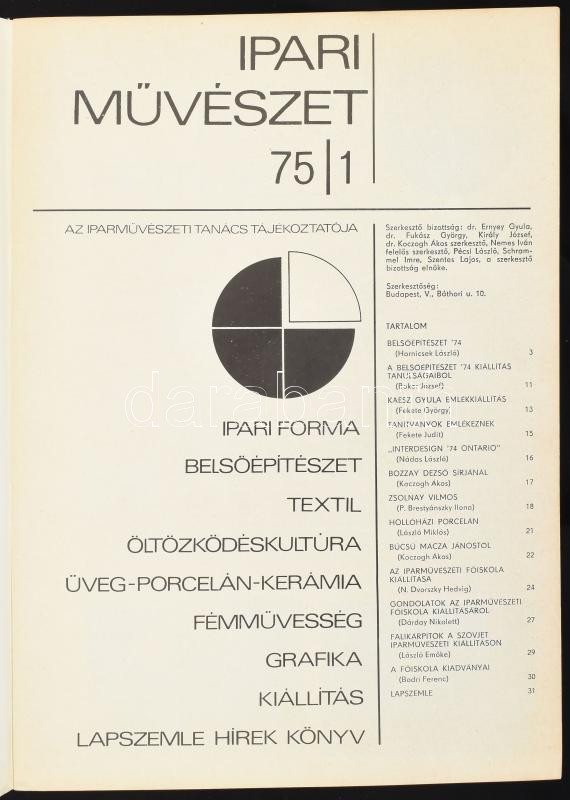 IPARI
MŰVÉSZET
75|1
AZ IPARMŰVÉSZETI TANÁCS TÁJÉKOZTATÓJA
IPARI FORMA
BELSŐÉPÍTÉSZET
TEXTIL
ÖLTÖZKÖDÉSKULTÚRA
ÜVEG-PORCELÁN-KERÁMIA
FÉMMŰVESSÉG
GRAFIKA
KIÁLLÍTÁS
LAPSZEMLE HÍREK KÖNYV
Szerkesztő bizottság: dr. Ernyey Gyula,
dr. Fukász György, Király József,
dr. Koczogh Ákos szerkesztő, Nemes Iván
felelős szerkesztő, Pécsi László, Schram-
mel Imre, Szentes Lajos, a szerkesztő
bizottság elnöke.
Szerkesztőség:
Budapest, V., Báthori u. 10.
TARTALOM
BELSŐÉPÍTÉSZET '74
(Hornicsek László) 3
A BELSŐÉPÍTÉSZET '74 KIÁLLÍTÁS
TANULSÁGAIBÓL
(Pókai József) 11
KAESZ GYULA EMLÉKKIÁLLÍTÁS
(Fekete György) 13
TANÍTVÁNYOK EMLÉKEZNEK
(Fekete Judit) 15
„INTERDESIGN '74 ONTARIO"
(Nádas László) 16
BOZZAY DEZSŐ SÍRJÁNÁL
(Koczogh Ákos) 17
ZSOLNAY VILMOS
(P. Brestyánszky Ilona) 18
HOLLÓHÁZI PORCELÁN
(László Miklós) 21
BÚCSÚ MÁCZA JÁNOSTÓL
(Koczogh Ákos) 22
AZ IPARMŰVÉSZETI FŐISKOLA
KIÁLLÍTÁSA
(N. Dvorszky Hedvig) 24
GONDOLATOK AZ IPARMŰVÉSZETI
FŐISKOLA KIÁLLÍTÁSÁRÓL
(Dárday Nikolett) 27
FALIKÁRPITOK A SZOVJET
IPARMŰVÉSZETI KIÁLLÍTÁSON
(László Emőke) 29
A FŐISKOLA KIADVÁNYAI
(Bodri Ferenc) 30
LAPSZEMLE 31
darabanth